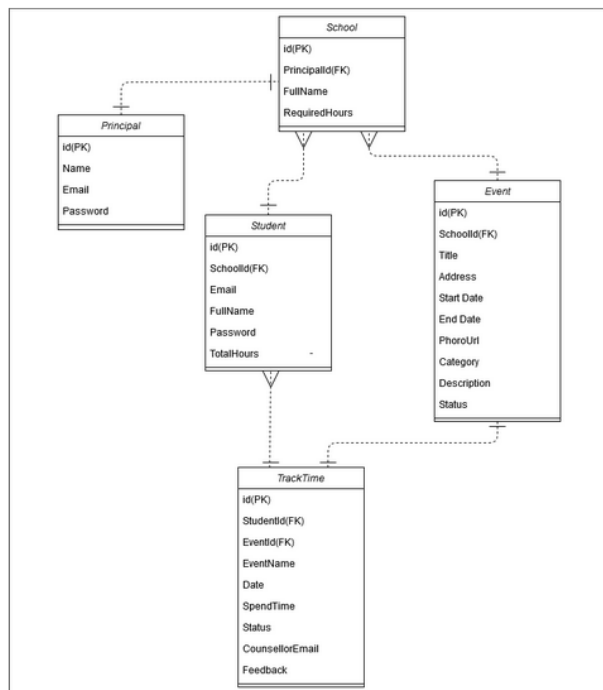 School
id(PK)
PrincipalId(FK)
FullName
RequiredHours
Principal
id(PK)
Name
Email
Password
Student
id(PK)
SchoolId(FK)
Email
FullName
Password
TotalHours -
Event
id(PK)
SchoolId(FK)
Title
Address
Start Date
End Date
PhoroUrl
Category
Description
Status
TrackTime
id(PK)
StudentId(FK)
EventId(FK)
EventName
Date
SpendTime
Status
CounsellorEmail
Feedback